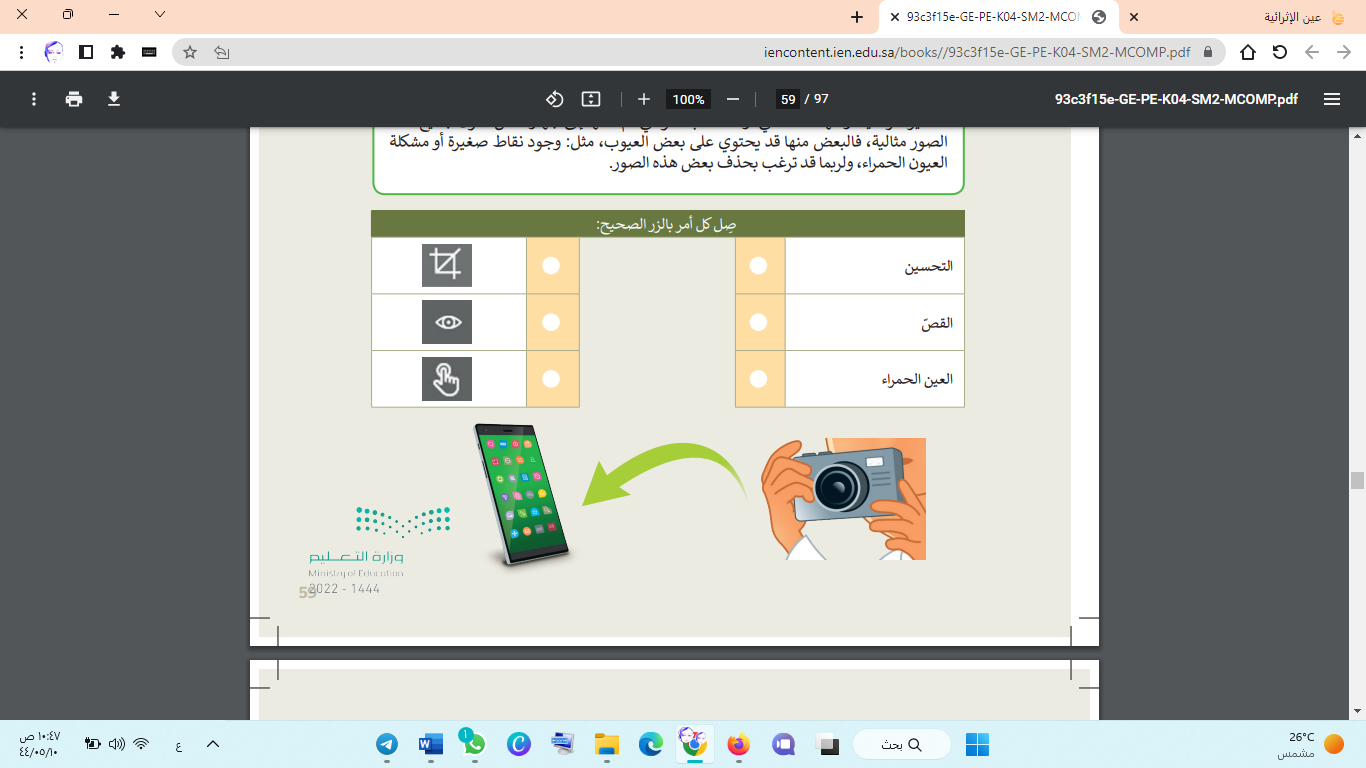 عين الإثرائية
93c3f15e-GE-PE-K04-SM2-MCOM
iencontent.ien.edu.sa/books//93c3f15e-GE-PE-K04-SM2-MCOMP.pdf
93c3f15e-GE-PE-K04-SM2-MCOMP.pdf
59 / 97
100%
الصور مثالية، فالبعض منها قد يحتوي على بعض العيوب، مثل: وجود نقاط صغيرة أو مشكلة
العيون الحمراء، ولربما قد ترغب بحذف بعض هذه الصور.
صِل كل أمر بالزر الصحيح:
التحسين
القصّ
العين الحمراء
وزارة التعـليم
Ministry of Education
2022 - 1444
59
26°C
مشمس
بحث
1
ع
١٠:٤٧ ص
٤٤/٠٥/١٠